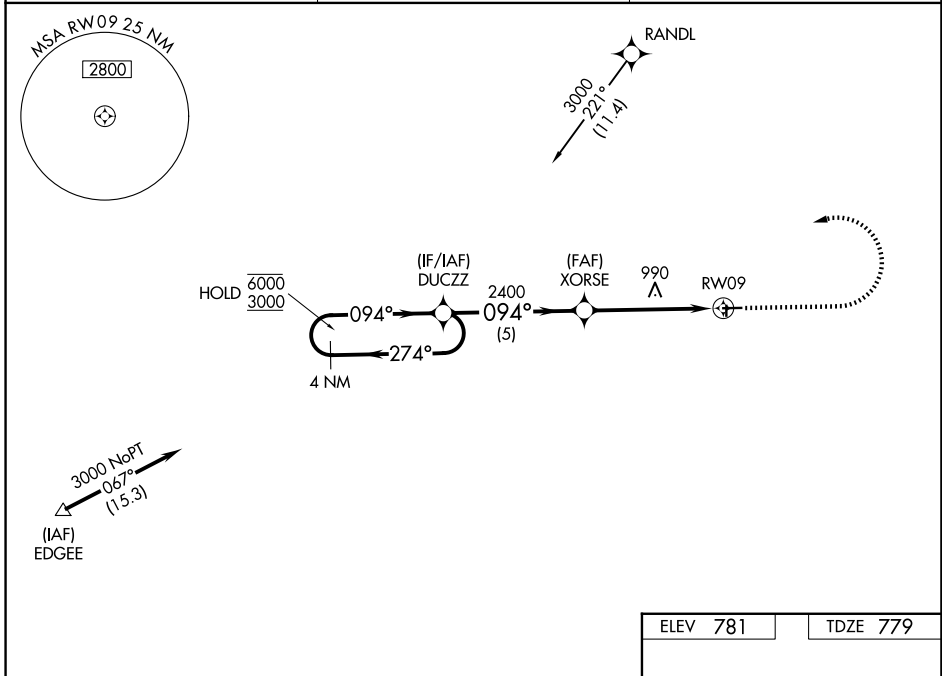 MSA RW09 25 NM
2800
RANDL
3000
221°
(11.4)
HOLD 6000
3000
094°
274°
4 NM
(IF/IAF)
DUCZZ
2400
094°
(5)
(FAF)
XORSE
990
RW09
3000 NoPT
067°
(15.3)
(IAF)
EDGEE
ELEV 781
TDZE 779